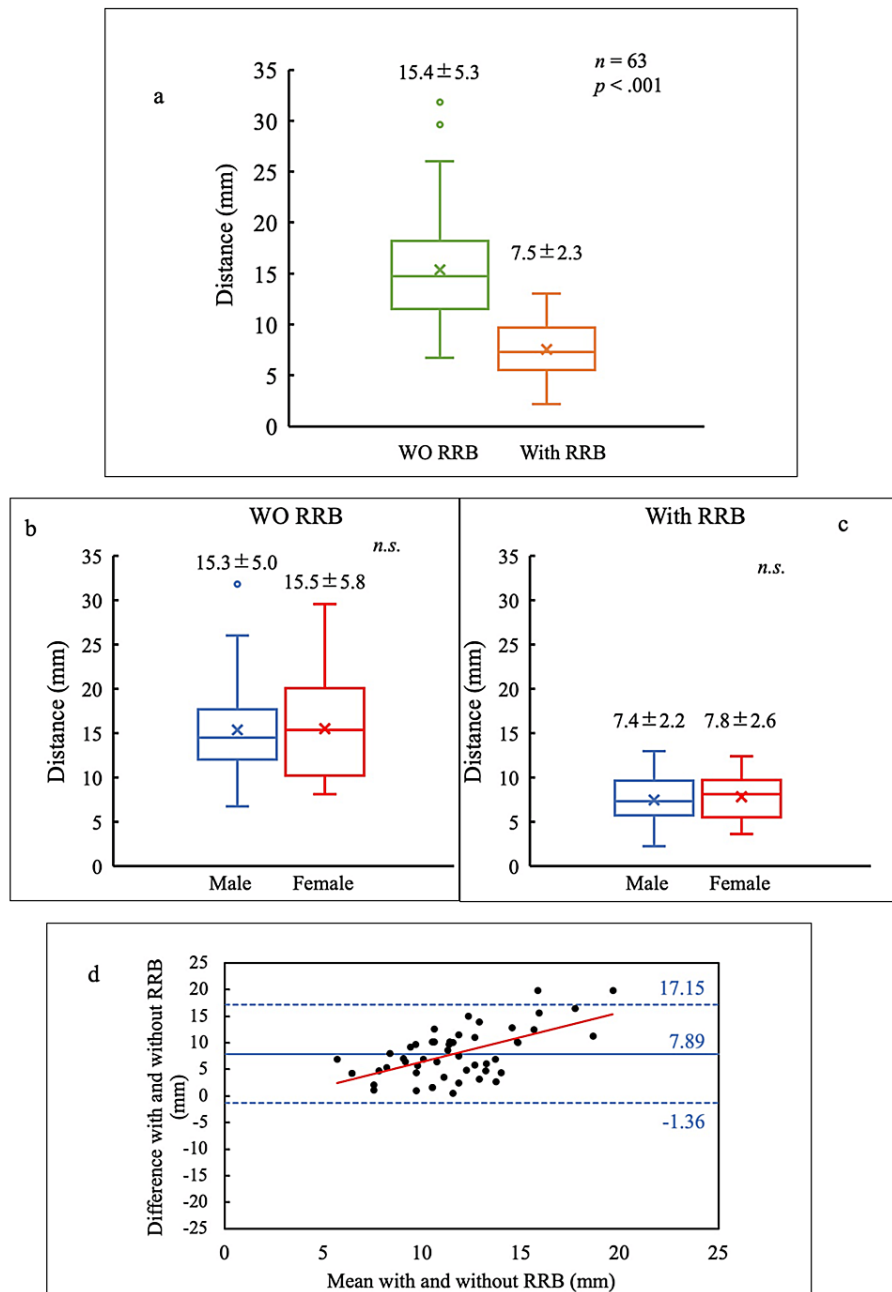 a
15.4±5.3
n = 63
p < .001
7.5±2.3
Distance (mm)
35
30
25
20
15
10
5
0
WO RRB With RRB
b
WO RRB
n.s.
15.3±5.0
15.5±5.8
Distance (mm)
35
30
25
20
15
10
5
0
Male Female
With RRB
c
n.s.
7.4±2.2 7.8±2.6
Distance (mm)
35
30
25
20
15
10
5
0
Male Female
d
Difference with and without RRB
(mm)
25
20
15
10
5
0
-5
-10
-15
-20
-25
17.15
7.89
-1.36
0 5 10 15 20 25
Mean with and without RRB (mm)